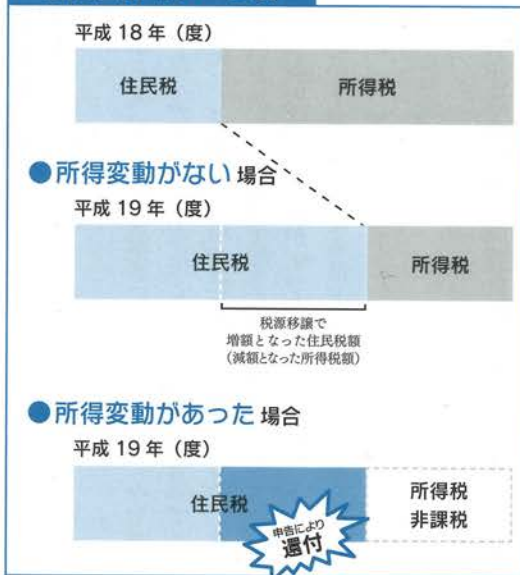 平成 18 年（度）
住民税
所得税
●所得変動がない 場合
平成 19 年（度）
住民税
所得税
税源移譲で
増額となった住民税額
（減額となった所得税額）
●所得変動があった 場合
平成 19 年（度）
住民税
所得税
非課税
申告により
還付